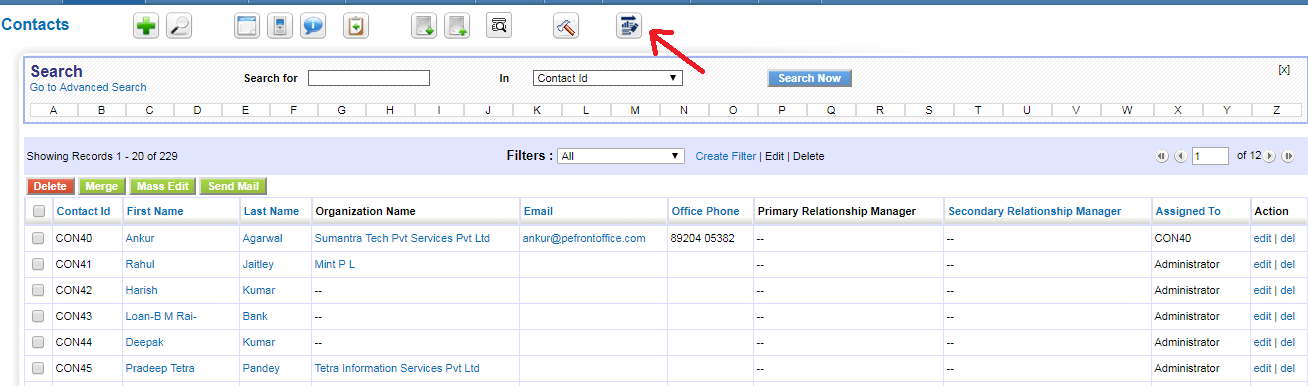 Contacts
Search
Go to Advanced Search
Search for In Contact Id Search Now [x]
A B C D E F G H I J K L M N O P Q R S T U V W X Y Z
Showing Records 1 - 20 of 229 Filters : All Create Filter | Edit | Delete 1 of 12
Delete Merge Mass Edit Send Mail
Contact Id First Name Last Name Organization Name Email Office Phone Primary Relationship Manager Secondary Relationship Manager Assigned To Action
CON40 Ankur Agarwal Sumantra Tech Pvt Services Pvt Ltd ankur@pefrontoffice.com 89204 05382 -- -- CON40 edit | del
CON41 Rahul Jaitley Mint P L -- -- Administrator edit | del
CON42 Harish Kumar -- -- -- Administrator edit | del
CON43 Loan-B M Rai- Bank -- -- -- Administrator edit | del
CON44 Deepak Kumar -- -- -- Administrator edit | del
CON45 Pradeep Tetra Pandey Tetra Information Services Pvt Ltd -- -- Administrator edit | del